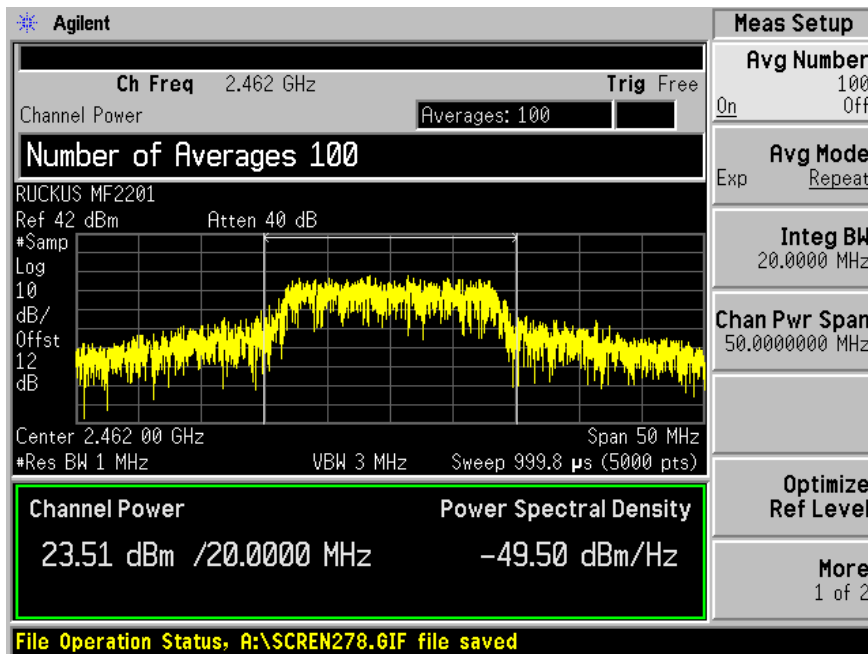 Agilent
Meas Setup
Ch Freq 2.462 GHz Trig Free
Channel Power Averages: 100
Number of Averages 100
RUCKUS MF2201
Ref 42 dBm Atten 40 dB
#Samp
Log
10
dB/
Offst
12
dB
Center 2.462 00 GHz Span 50 MHz
#Res BW 1 MHz VBW 3 MHz Sweep 999.8 µs (5000 pts)
Channel Power Power Spectral Density
23.51 dBm /20.0000 MHz -49.50 dBm/Hz
File Operation Status, A:\SCREN278.GIF file saved
Avg Number
100
On Off
Avg Mode
Exp Repeat
Integ BW
20.0000 MHz
Chan Pwr Span
50.0000000 MHz
Optimize
Ref Level
More
1 of 2